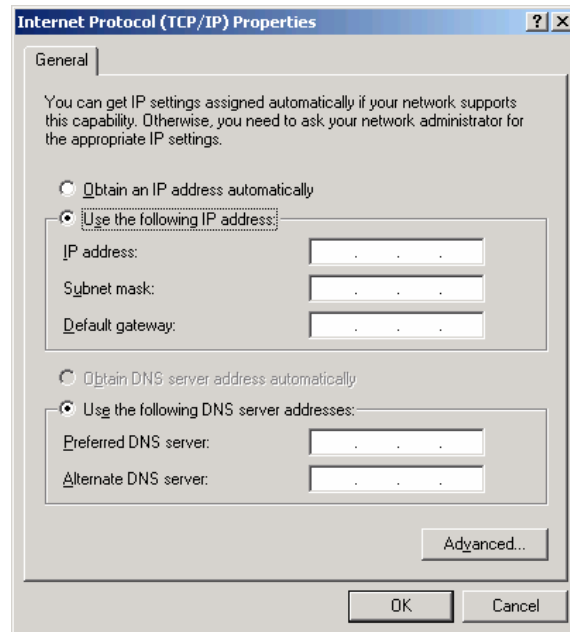 Internet Protocol (TCP/IP) Properties
General
You can get IP settings assigned automatically if your network supports
this capability. Otherwise, you need to ask your network administrator for
the appropriate IP settings.
Obtain an IP address automatically
Use the following IP address:
IP address: . . .
Subnet mask: . . .
Default gateway: . . .
Obtain DNS server address automatically
Use the following DNS server addresses:
Preferred DNS server: . . .
Alternate DNS server: . . .
Advanced...
OK Cancel